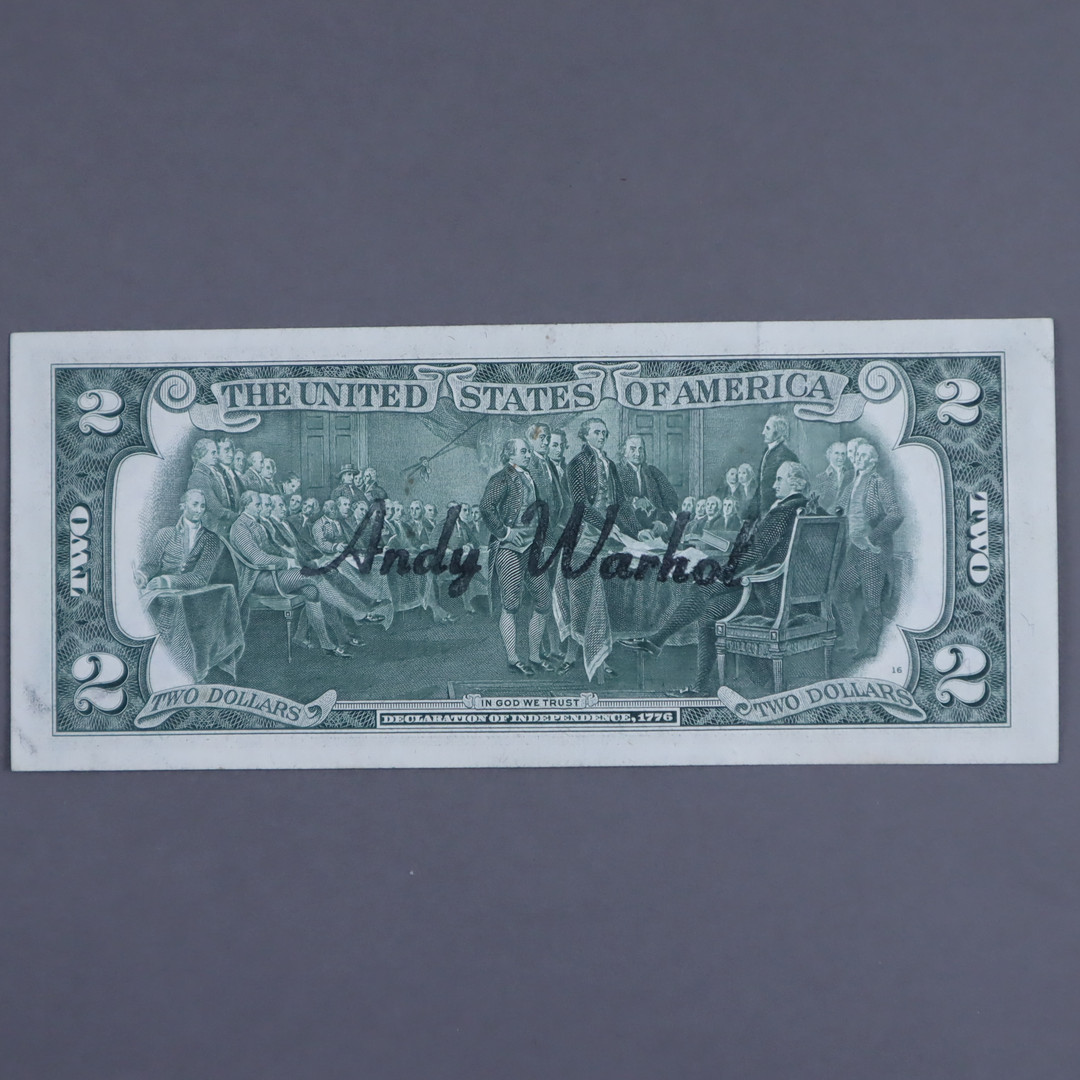 THE UNITED STATES OF AMERICA
2
2
TWO
TWO
Andy Warhol
2
2
16
TWO DOLLARS
TWO DOLLARS
IN GOD WE TRUST
DECLARATION OF INDEPENDENCE, 1776